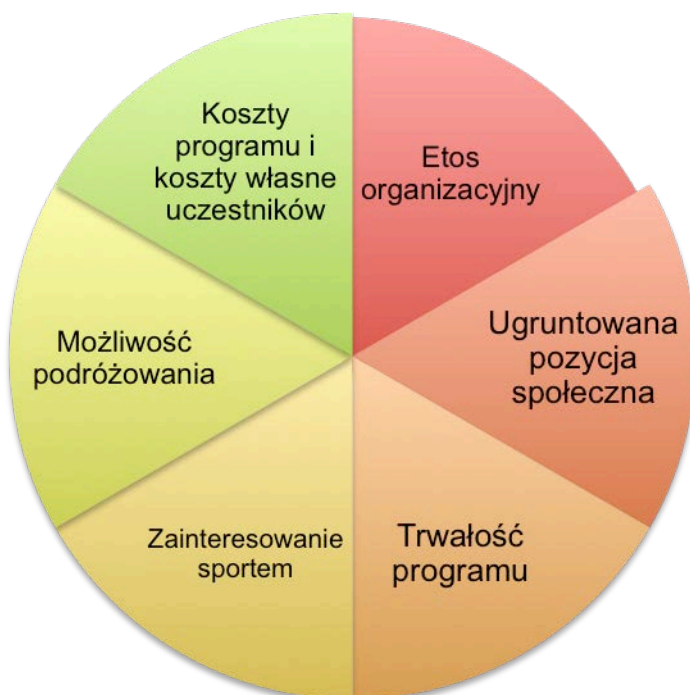 Koszty
programu i
koszty własne
uczestników
Etos
organizacyjny
Ugruntowana
pozycja
społeczna
Trwałość
programu
Zainteresowanie
sportem
Możliwość
podróżowania